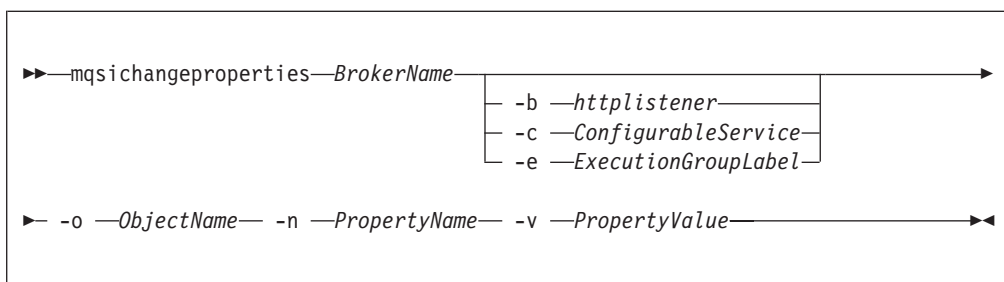 mqsichangeproperties BrokerName
-b httplistener
-c ConfigurableService
-e ExecutionGroupLabel
-o ObjectName -n PropertyName -v PropertyValue